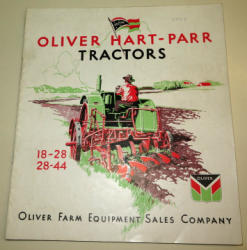 OLIVER HART-PARR
TRACTORS
18-28
28-44
OLIVER
OLIVER FARM EQUIPMENT SALES COMPANY